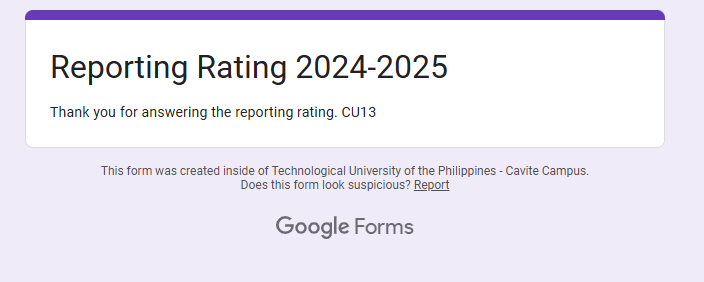 Reporting Rating 2024-2025
Thank you for answering the reporting rating. CU13
This form was created inside of Technological University of the Philippines - Cavite Campus.
Does this form look suspicious? Report
Google Forms